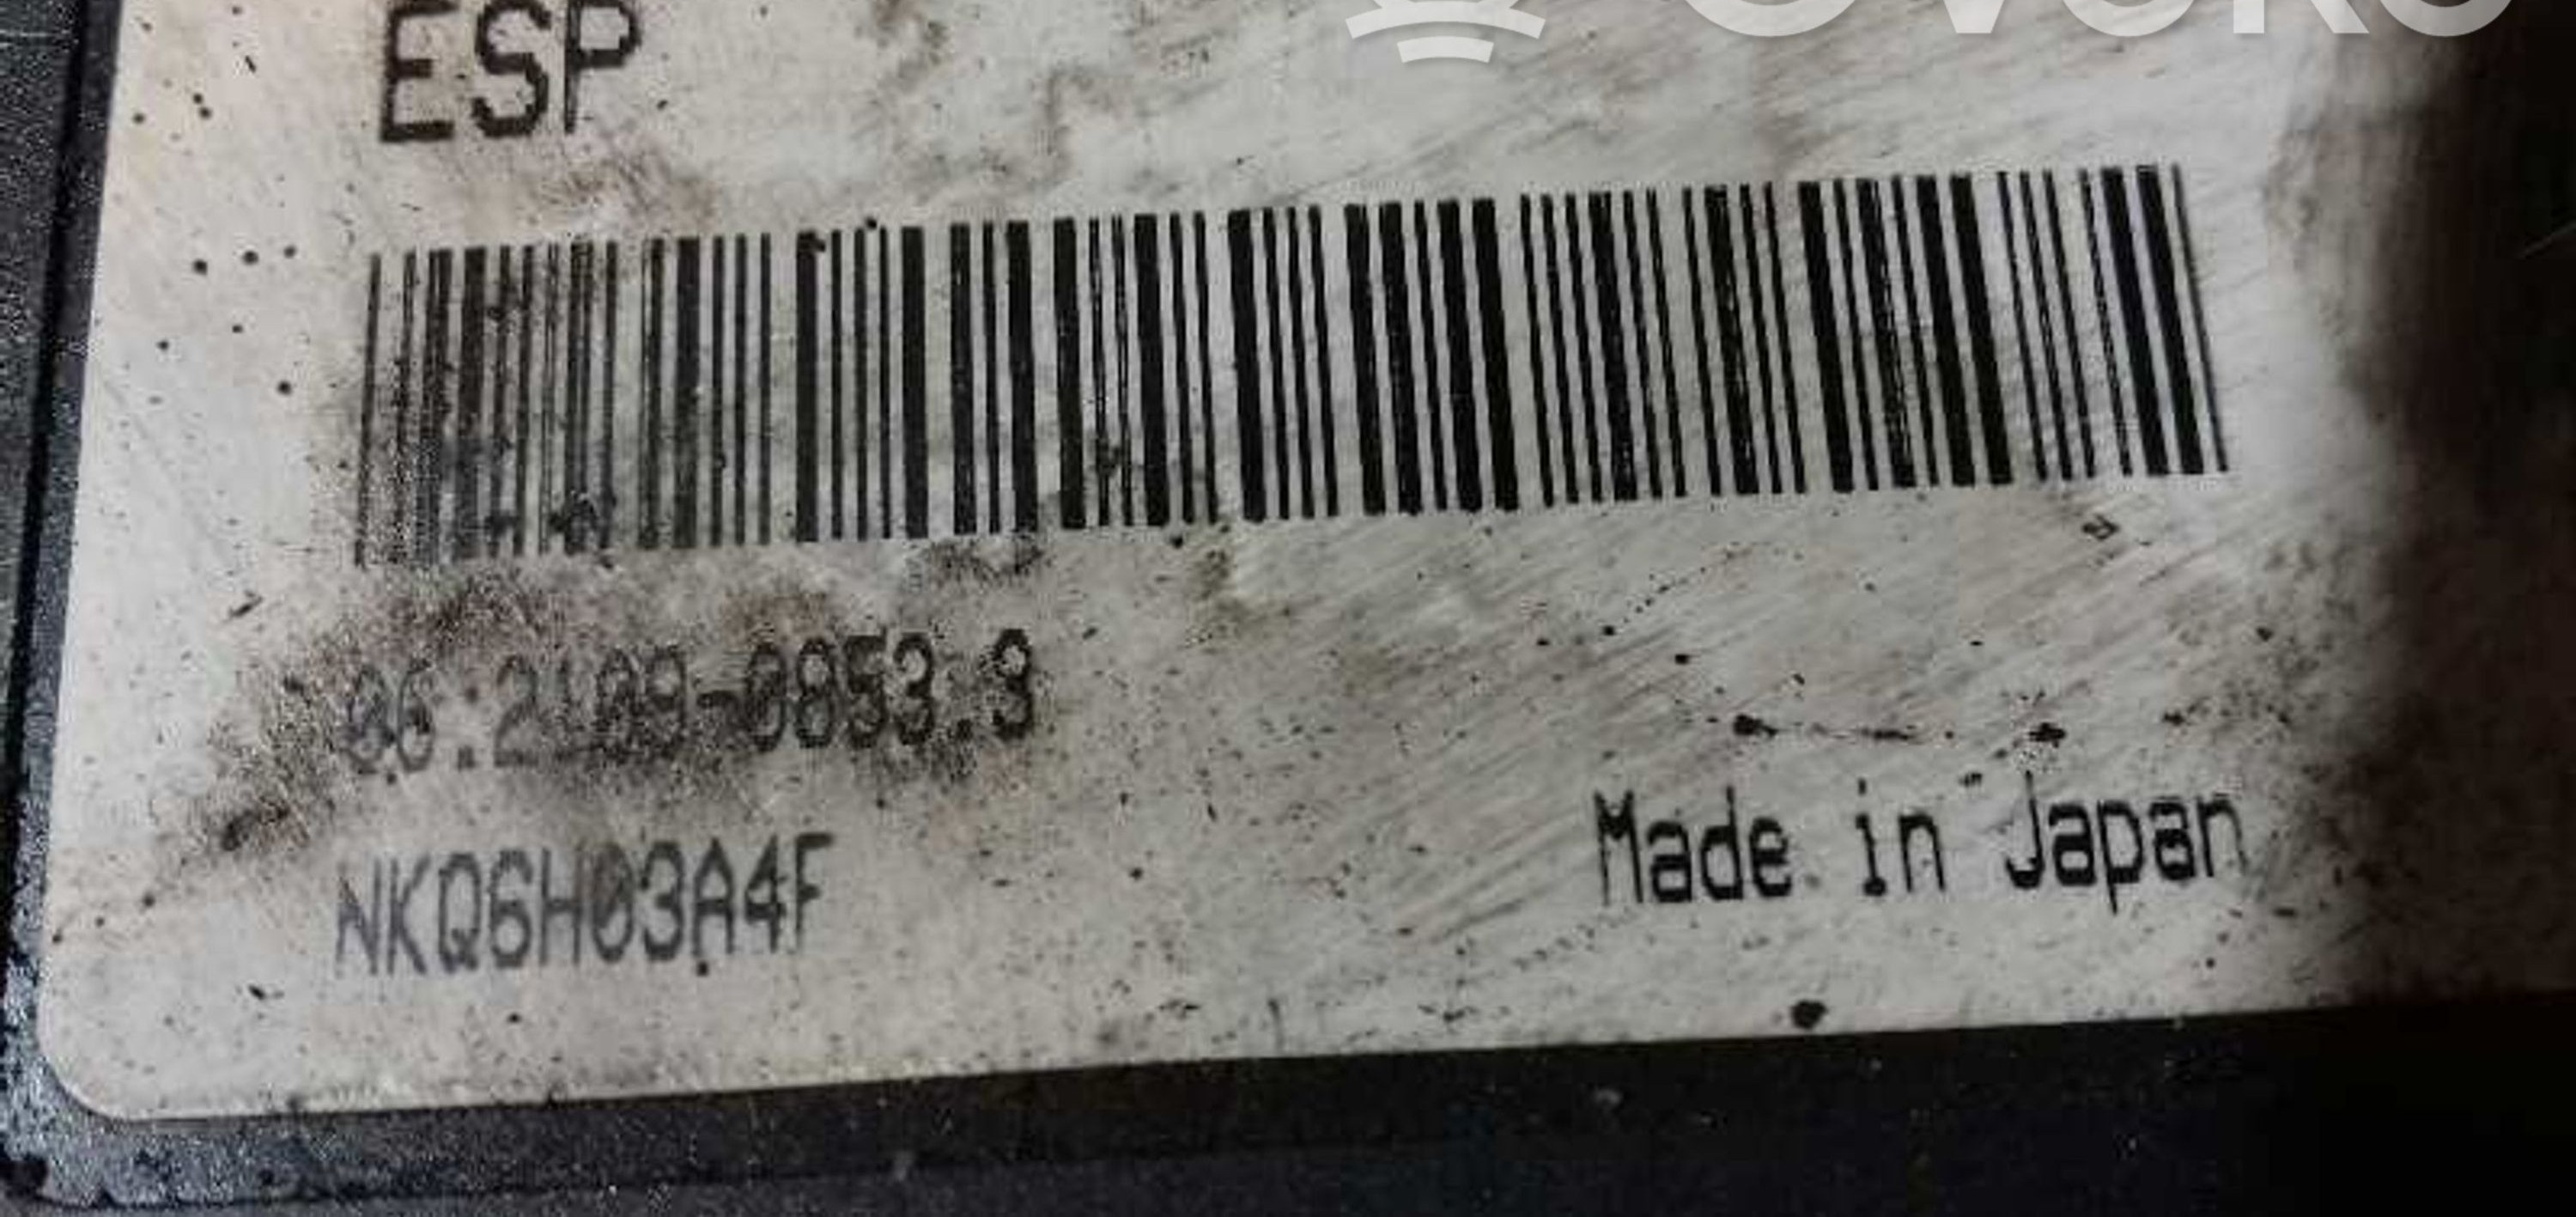 ESP
06.2109-0853.3
NKQ6H03A4F
Made in Japan